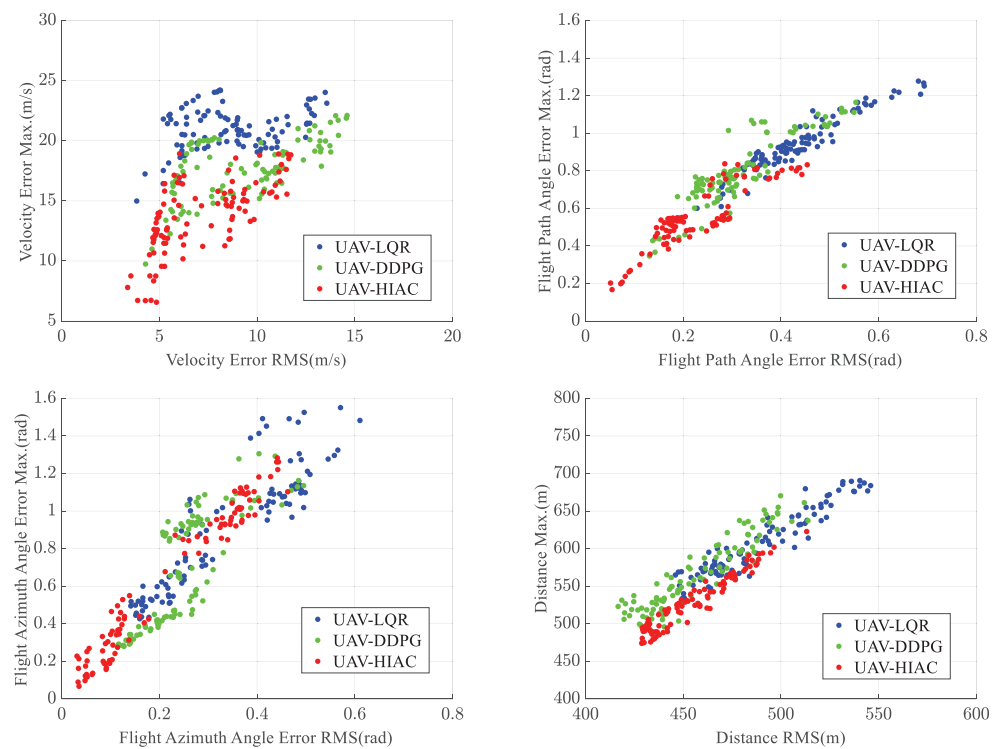 30
25
20
15
10
5
0
5
10
15
20
Velocity Error Max.(m/s)
Velocity Error RMS(m/s)
UAV-LQR
UAV-DDPG
UAV-HIAC
1.6
1.4
1.2
1
0.8
0.6
0.4
0.2
0
0
0.2
0.4
0.6
0.8
Flight Path Angle Error Max.(rad)
Flight Path Angle Error RMS(rad)
UAV-LQR
UAV-DDPG
UAV-HIAC
1.6
1.4
1.2
1
0.8
0.6
0.4
0.2
0
0
0.2
0.4
0.6
0.8
Flight Azimuth Angle Error Max.(rad)
Flight Azimuth Angle Error RMS(rad)
UAV-LQR
UAV-DDPG
UAV-HIAC
800
750
700
650
600
550
500
450
400
400
450
500
550
600
Distance Max.(m)
Distance RMS(m)
UAV-LQR
UAV-DDPG
UAV-HIAC